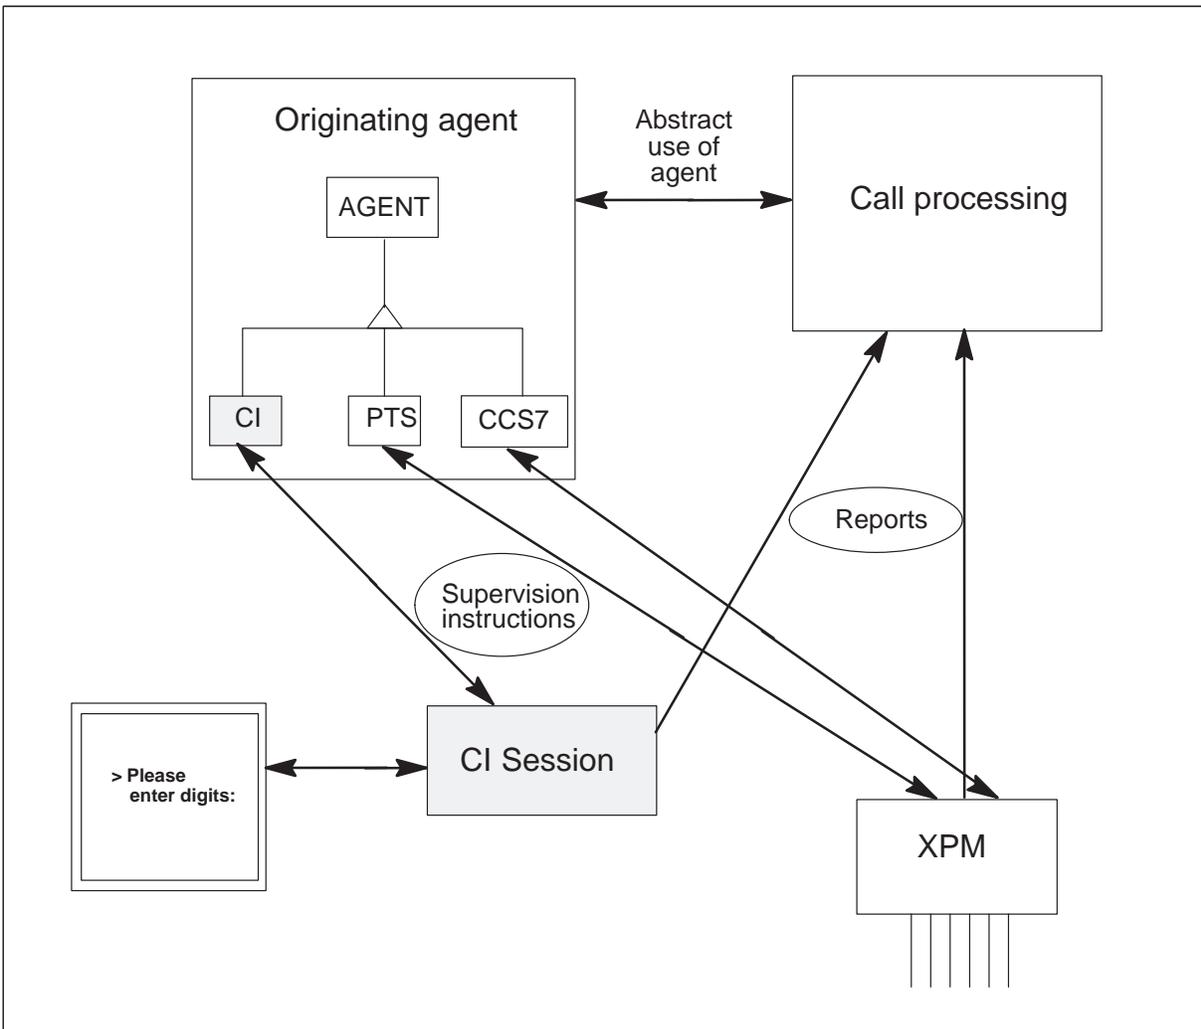 Originating agent
AGENT
CI
PTS
CCS7
Abstract
use of
agent
Call processing
Reports
Supervision
instructions
> Please
enter digits:
CI Session
XPM